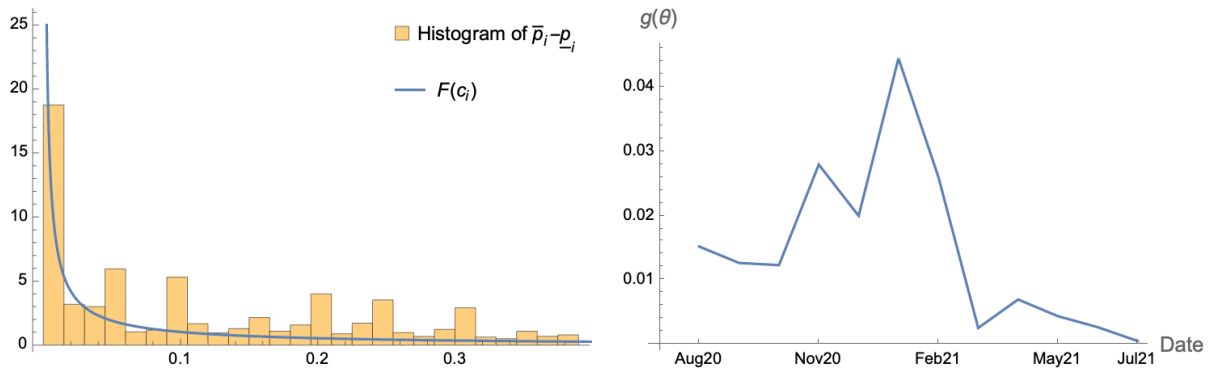 25
20
15
10
5
0
0.1
0.2
0.3
Histogram of p̅ᵢ–p̲ᵢ
F(cᵢ)
g(θ)
0.04
0.03
0.02
0.01
Aug20
Nov20
Feb21
May21
Jul21
Date